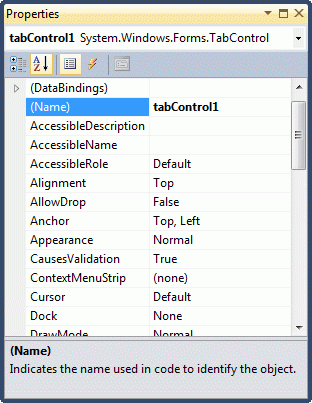 Properties
tabControl1 System.Windows.Forms.TabControl
(DataBindings)
(Name) tabControl1
AccessibleDescription
AccessibleName
AccessibleRole Default
Alignment Top
AllowDrop False
Anchor Top, Left
Appearance Normal
CausesValidation True
ContextMenuStrip (none)
Cursor Default
Dock None
DrawMode Normal
(Name)
Indicates the name used in code to identify the object.